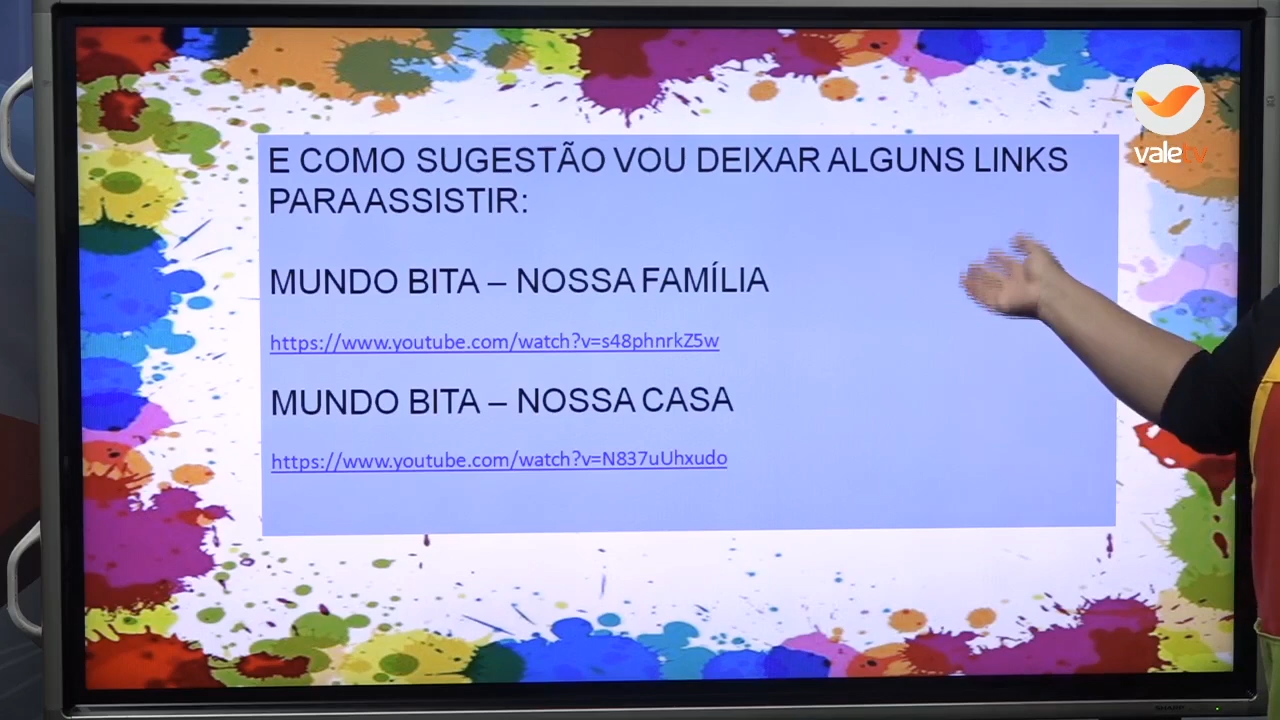 E COMO SUGESTÃO VOU DEIXAR ALGUNS LINKS
PARA ASSISTIR:
MUNDO BITA – NOSSA FAMÍLIA
https://www.youtube.com/watch?v=s48phnrkZ5w
MUNDO BITA – NOSSA CASA
https://www.youtube.com/watch?v=N837uUhxudo
valetv
SHARP